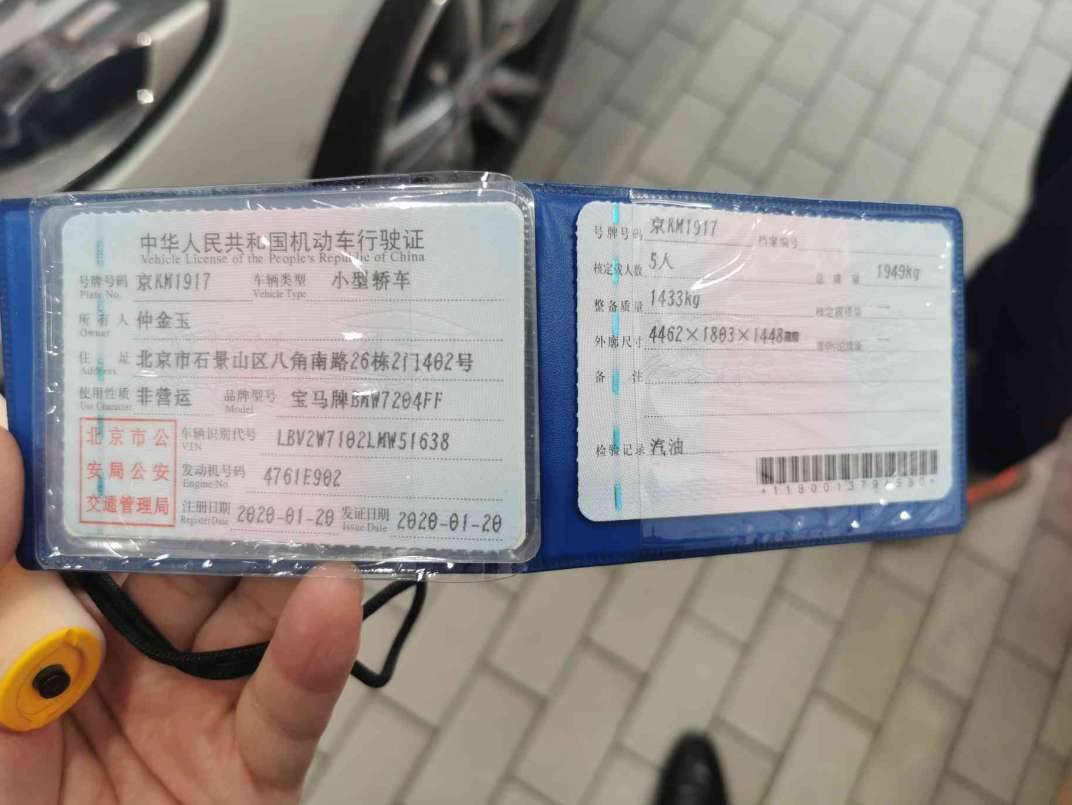 中华人民共和国机动车行驶证
Vehicle License of the People's Republic of China
号牌号码 京KM1917 车辆类型 小型轿车
Plate No. Vehicle Type
所有人 仲金玉
Owner
住址 北京市石景山区八角南路26栋2门402号
Address
使用性质 非营运 品牌型号 宝马牌BMW7204FF
Use Character Model
北京市公
安局公安
交通管理局
车辆识别代号 LBV2W7102LMW51638
VIN
发动机号码 4761E902
Engine No.
注册日期 2020-01-20 发证日期 2020-01-20
Register Date Issue Date
号牌号码 京KM1917 档案编号
核定载人数 5人 总质量 1949kg
整备质量 1433kg 核定载质量 —
外廓尺寸 4462×1803×1448 —
备注
检验记录 汽油